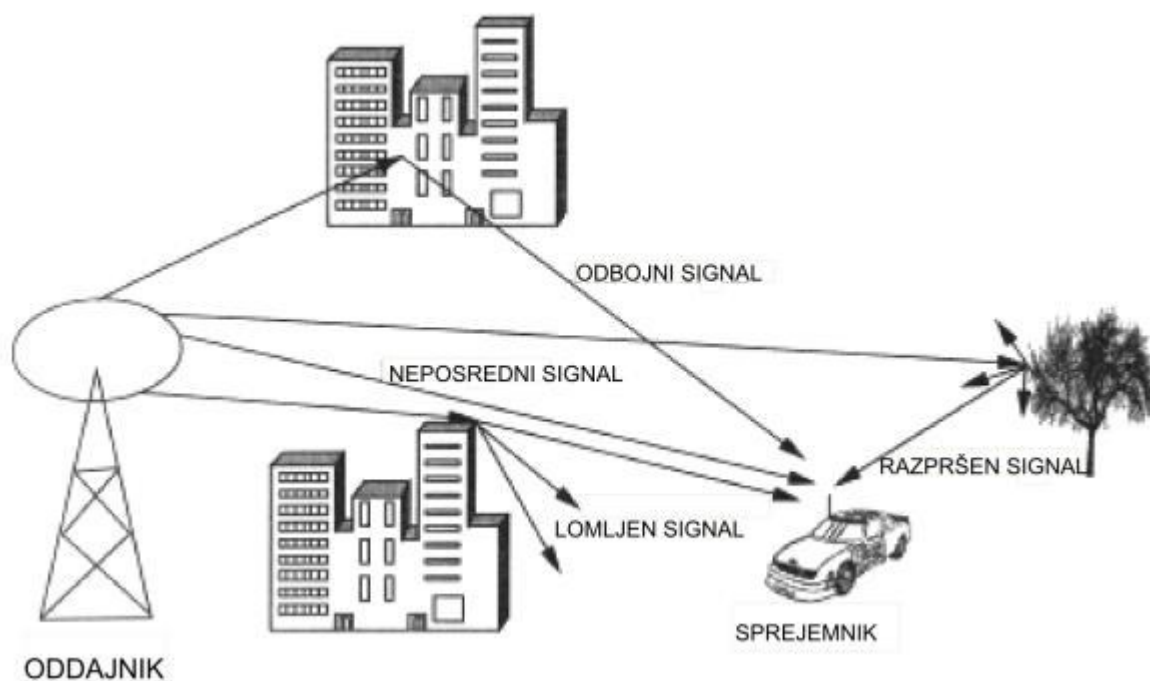 ODBOJNI SIGNAL
NEPOSREDNI SIGNAL
RAZPRŠEN SIGNAL
LOMLJEN SIGNAL
SPREJEMNIK
ODDAJNIK